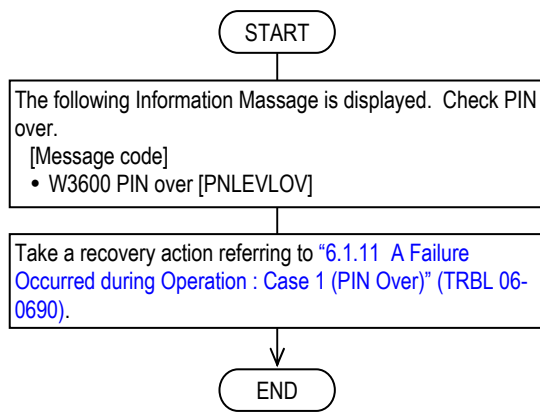 START
The following Information Massage is displayed.  Check PIN
over.
[Message code]
• W3600 PIN over [PNLEVLOV]
Take a recovery action referring to “6.1.11  A Failure
Occurred during Operation : Case 1 (PIN Over)” (TRBL 06-
0690).
END